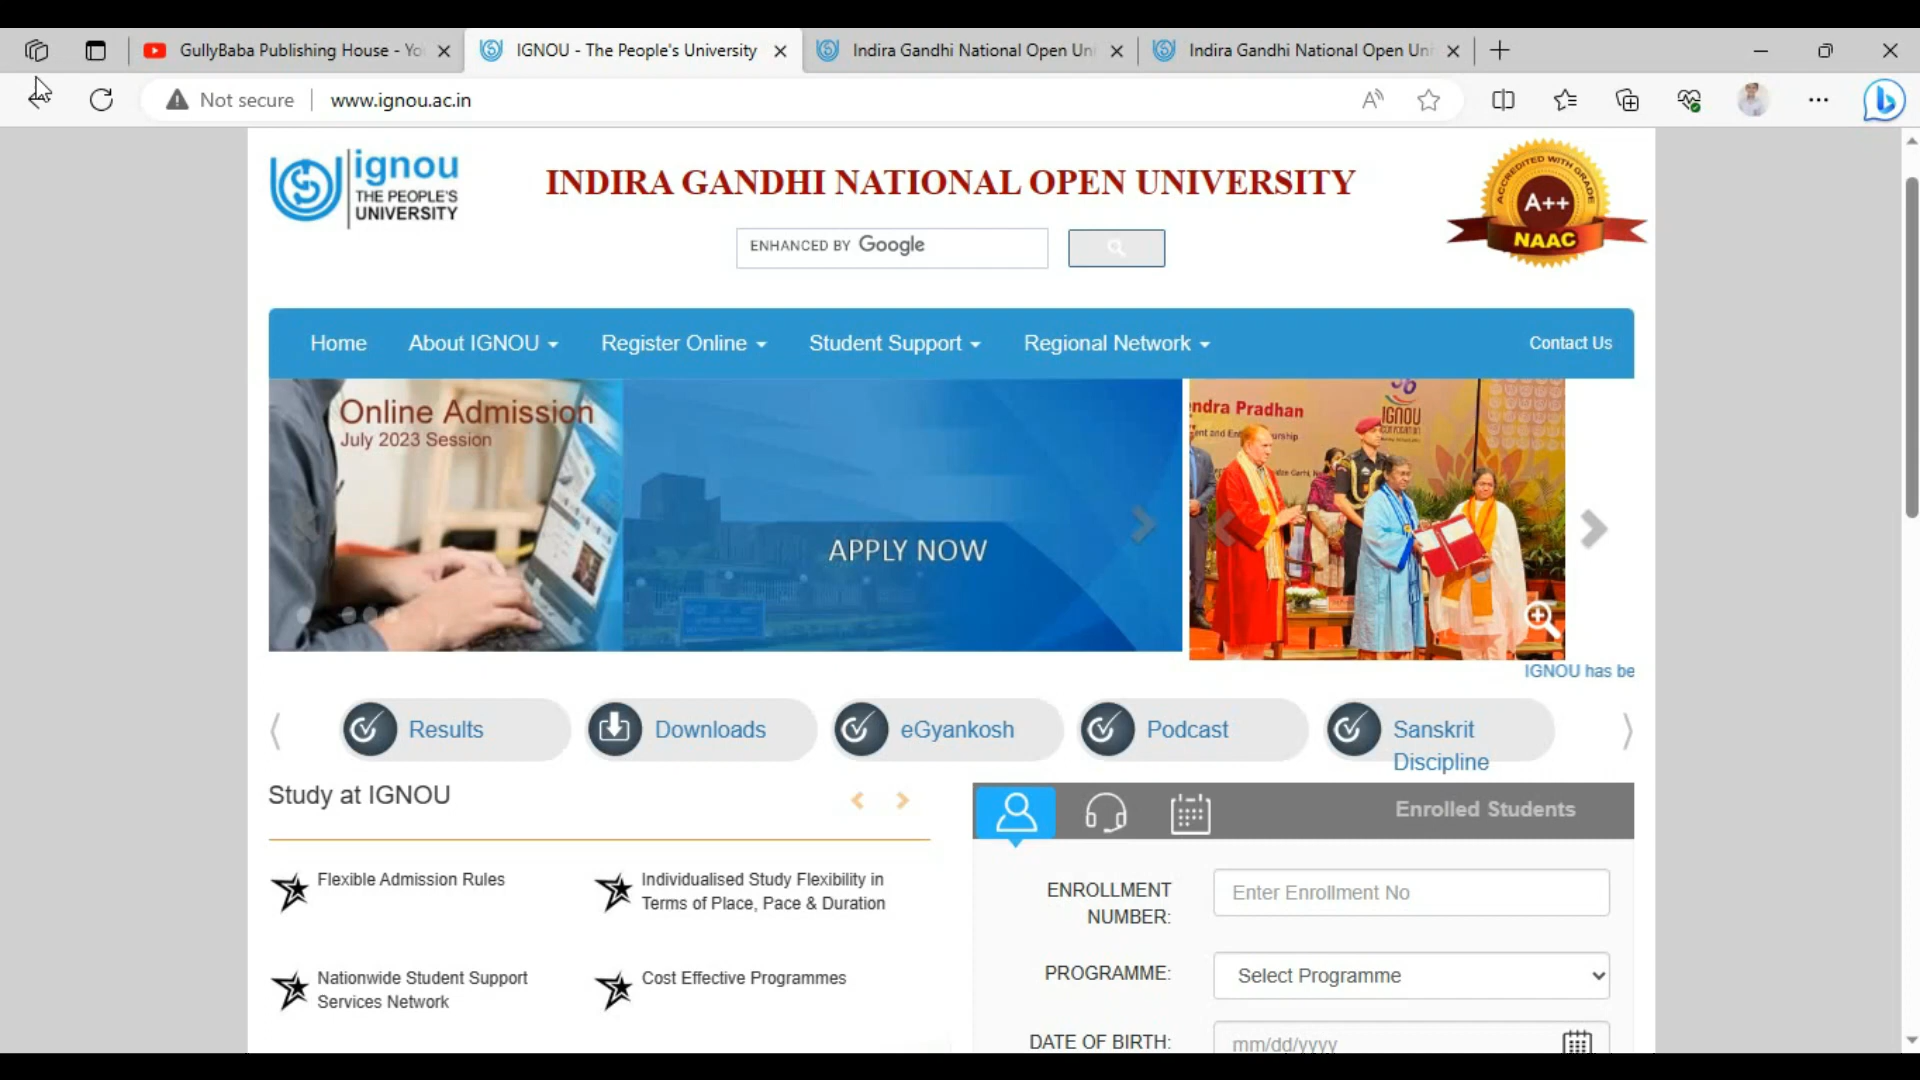 GullyBaba Publishing House - Yo
IGNOU - The People's University
Indira Gandhi National Open Uni
Indira Gandhi National Open Uni
Not secure
www.ignou.ac.in
ignou
THE PEOPLE'S
UNIVERSITY
INDIRA GANDHI NATIONAL OPEN UNIVERSITY
ENHANCED BY Google
ACCREDITED WITH GRADE
A++
NAAC
Home
About IGNOU
Register Online
Student Support
Regional Network
Contact Us
Online Admission
July 2023 Session
APPLY NOW
ndra Pradhan
IGNOU
IGNOU has be
Results
Downloads
eGyankosh
Podcast
Sanskrit
Discipline
Study at IGNOU
Flexible Admission Rules
Individualised Study Flexibility in
Terms of Place, Pace & Duration
Nationwide Student Support
Services Network
Cost Effective Programmes
Enrolled Students
ENROLLMENT
NUMBER:
Enter Enrollment No
PROGRAMME:
Select Programme
DATE OF BIRTH:
mm/dd/yyyy